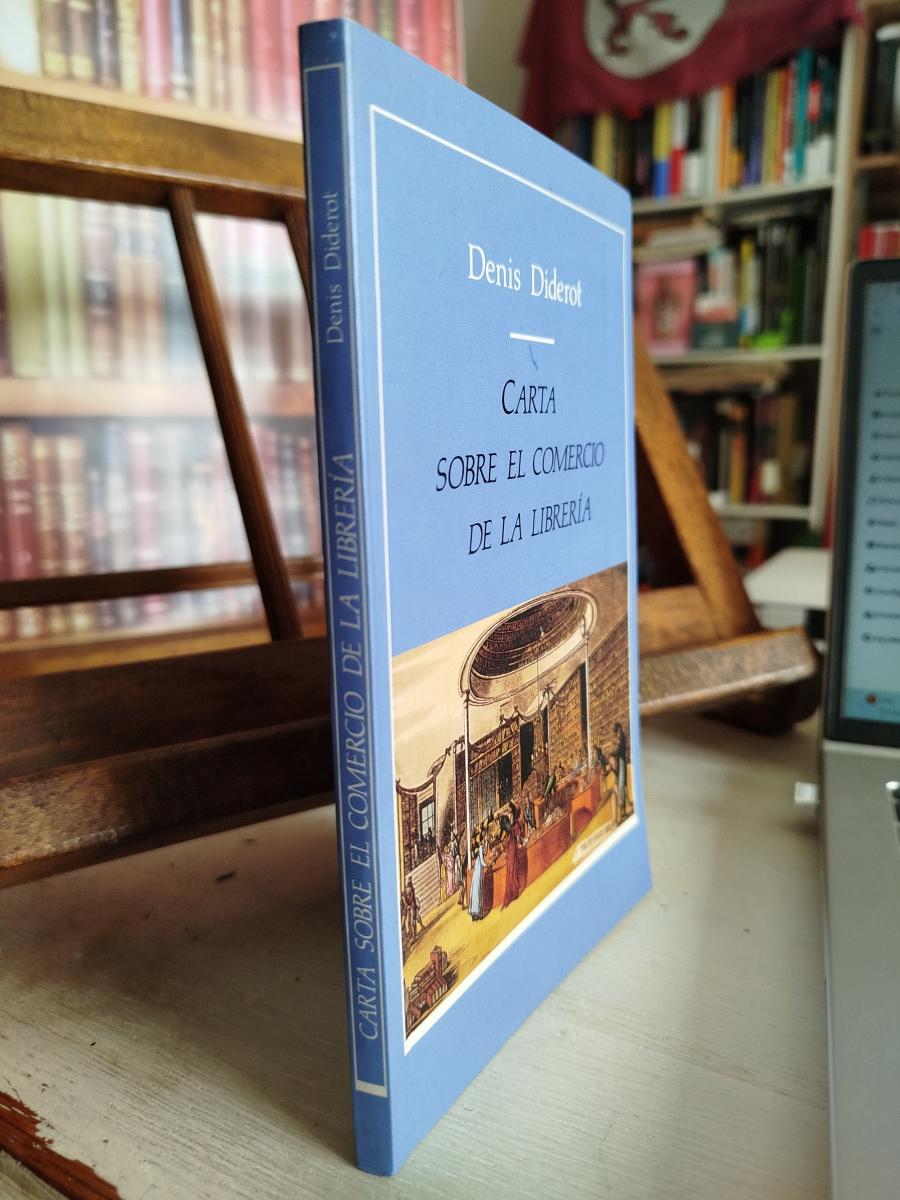 Denis Diderot
CARTA
SOBRE EL COMERCIO
DE LA LIBRERÍA
CARTA SOBRE EL COMERCIO DE LA LIBRERÍA Denis Diderot